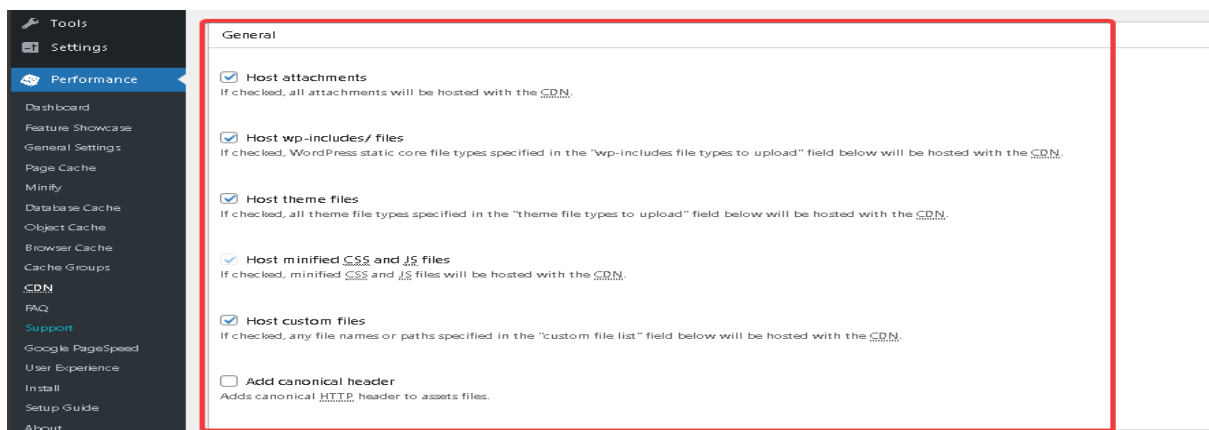 Tools
Settings
Performance
Dashboard
Feature Showcase
General Settings
Page Cache
Minify
Database Cache
Object Cache
Browser Cache
Cache Groups
CDN
FAQ
Support
Google PageSpeed
User Experience
Install
Setup Guide
About
General
Host attachments
If checked, all attachments will be hosted with the CDN.
Host wp-includes/ files
If checked, WordPress static core file types specified in the "wp-includes file types to upload" field below will be hosted with the CDN.
Host theme files
If checked, all theme file types specified in the "theme file types to upload" field below will be hosted with the CDN.
Host minified CSS and JS files
If checked, minified CSS and JS files will be hosted with the CDN.
Host custom files
If checked, any file names or paths specified in the "custom file list" field below will be hosted with the CDN.
Add canonical header
Adds canonical HTTP header to assets files.